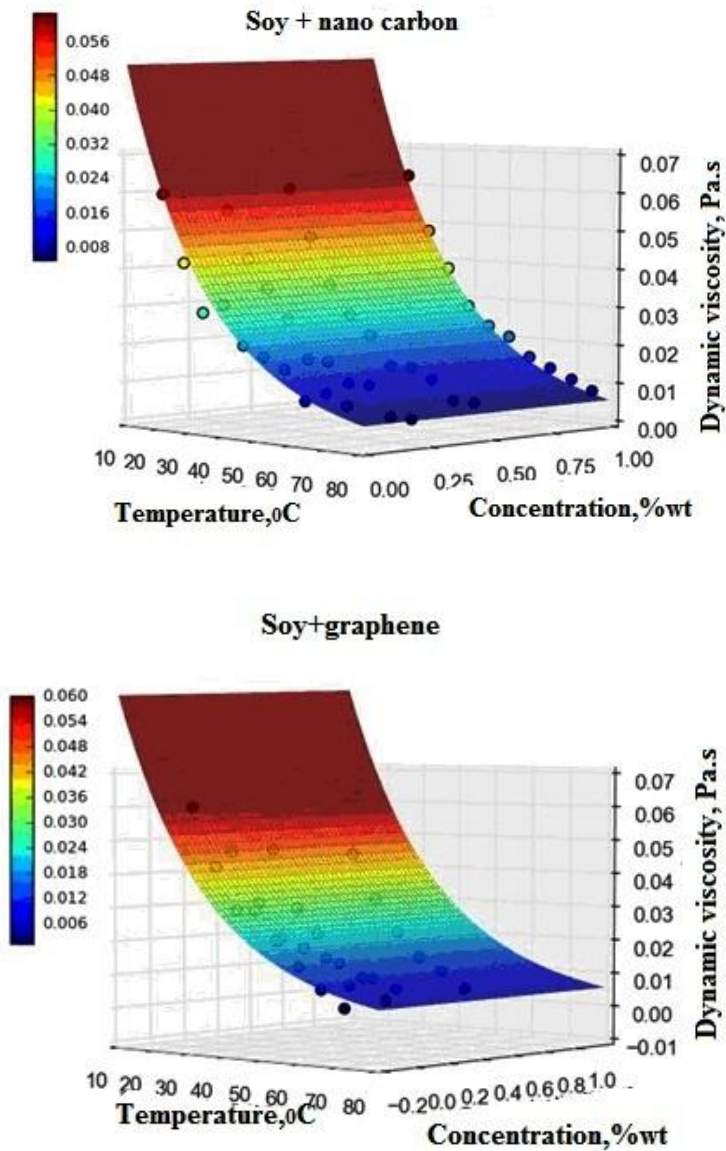 Soy + nano carbon
0.056
0.048
0.040
0.032
0.024
0.016
0.008
0.07
0.06
0.05
0.04
0.03
0.02
0.01
0.00
Dynamic viscosity, Pa.s
10 20 30 40 50 60 70 80
0.00 0.25 0.50 0.75 1.00
Temperature,0C
Concentration,%wt
Soy+graphene
0.060
0.054
0.048
0.042
0.036
0.030
0.024
0.018
0.012
0.006
0.07
0.06
0.05
0.04
0.03
0.02
0.01
0.00
−0.01
Dynamic viscosity, Pa.s
10 20 30 40 50 60 70 80
−0.2 0.0 0.2 0.4 0.6 0.8 1.0
Temperature,0C
Concentration,%wt